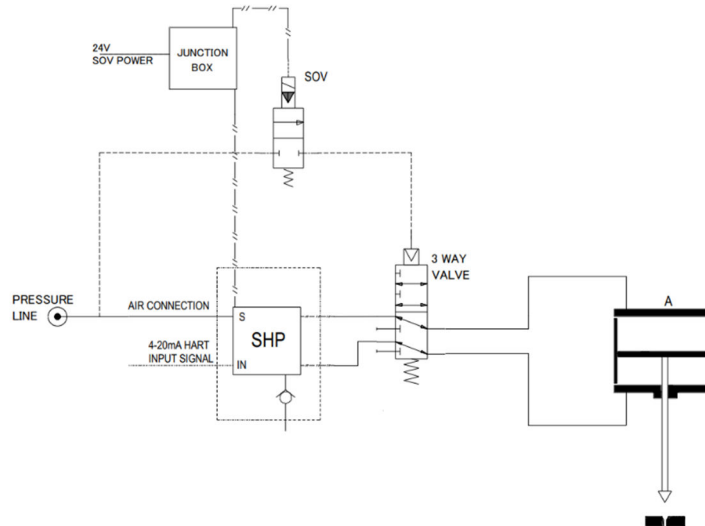 24V
SOV POWER
JUNCTION
BOX
SOV
3 WAY
VALVE
PRESSURE
LINE
AIR CONNECTION
S
SHP
4-20mA HART
INPUT SIGNAL
IN
A